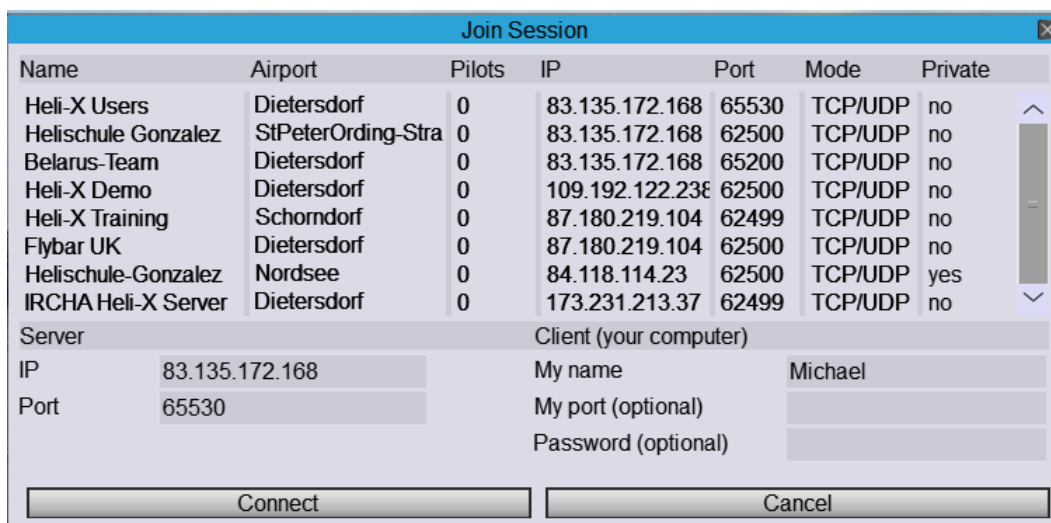 Join Session
Name Airport Pilots IP Port Mode Private
Heli-X Users Dietersdorf 0 83.135.172.168 65530 TCP/UDP no
Helischule Gonzalez StPeterOrding-Stra 0 83.135.172.168 62500 TCP/UDP no
Belarus-Team Dietersdorf 0 83.135.172.168 65200 TCP/UDP no
Heli-X Demo Dietersdorf 0 109.192.122.238 62500 TCP/UDP no
Heli-X Training Schorndorf 0 87.180.219.104 62499 TCP/UDP no
Flybar UK Dietersdorf 0 87.180.219.104 62500 TCP/UDP no
Helischule-Gonzalez Nordsee 0 84.118.114.23 62500 TCP/UDP yes
IRCHA Heli-X Server Dietersdorf 0 173.231.213.37 62499 TCP/UDP no
Server Client (your computer)
IP 83.135.172.168 My name Michael
Port 65530 My port (optional)
Password (optional)
Connect Cancel